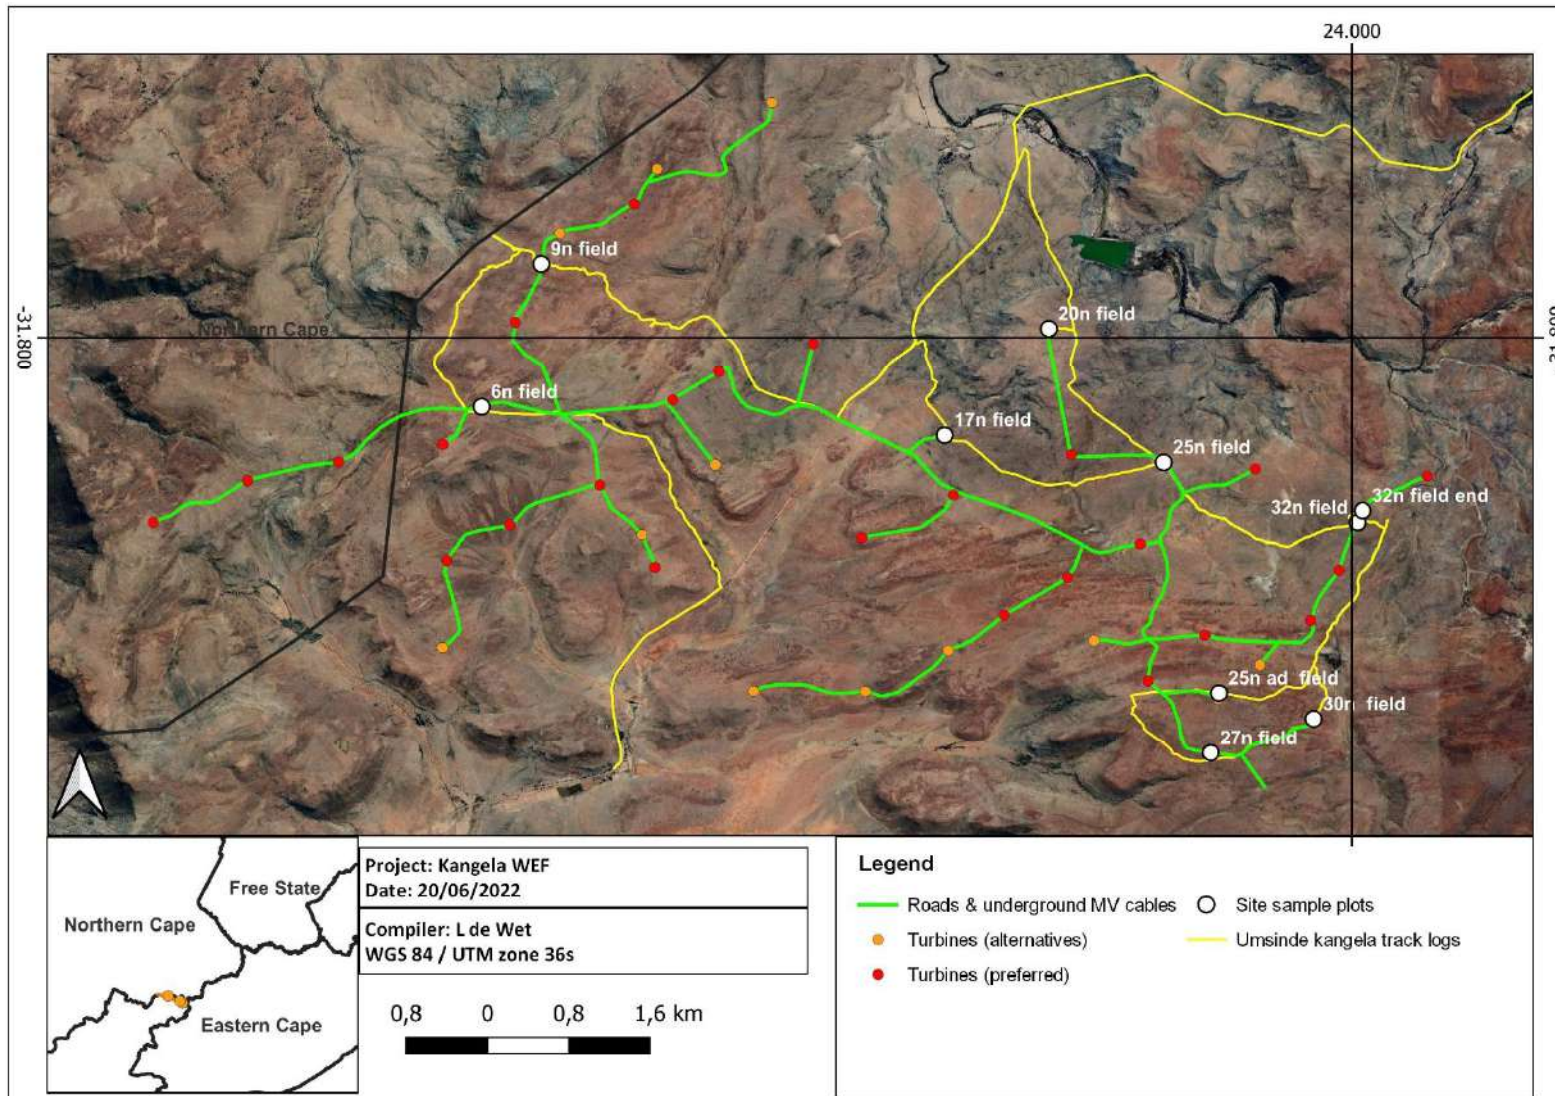 24.000
-31.800
9n field
20n field
Northern Cape
6n field
17n field
25n field
32n field end
32n field
25n ad field
30n field
27n field
Free State
Northern Cape
Eastern Cape
Project: Kangela WEF
Date: 20/06/2022
Compiler: L de Wet
WGS 84 / UTM zone 36s
0,8 0 0,8 1,6 km
Legend
Roads & underground MV cables
Turbines (alternatives)
Turbines (preferred)
Site sample plots
Umsinde kangela track logs